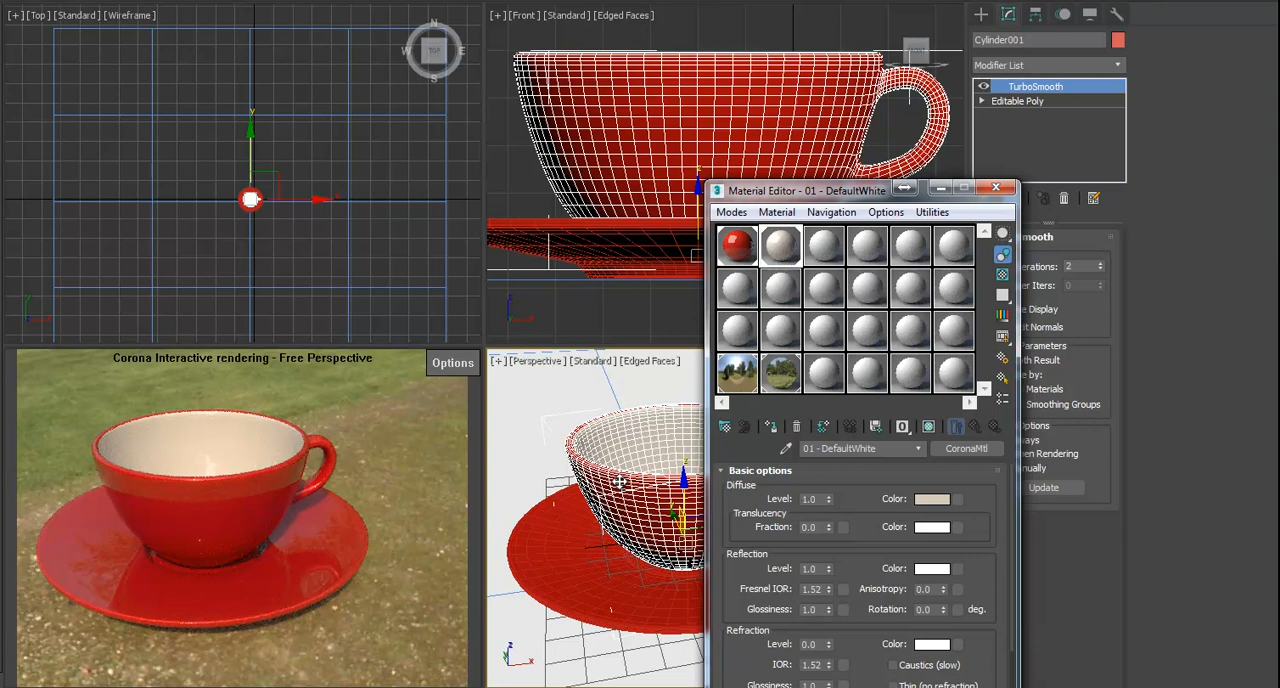 [+] [Top] [Standard] [Wireframe]
N
W TOP E
S
y
x
[+] [Front] [Standard] [Edged Faces]
Cylinder001
Modifier List
TurboSmooth
Editable Poly
Material Editor - 01 - DefaultWhite
Modes Material Navigation Options Utilities
mooth
erations: 2
er Iters: 0
e Display
it Normals
Parameters
th Result
e by:
Materials
Smoothing Groups
Options
ways
en Rendering
nually
Update
Corona Interactive rendering - Free Perspective
Options
[+] [Perspective] [Standard] [Edged Faces]
z
z
x
01 - DefaultWhite CoronaMtl
Basic options
Diffuse
Level: 1.0 Color:
Translucency
Fraction: 0.0 Color:
Reflection
Level: 1.0 Color:
Fresnel IOR: 1.52 Anisotropy: 0.0
Glossiness: 1.0 Rotation: 0.0 deg.
Refraction
Level: 0.0 Color:
IOR: 1.52 Caustics (slow)
Glossiness: 1.0 Thin (no refraction)